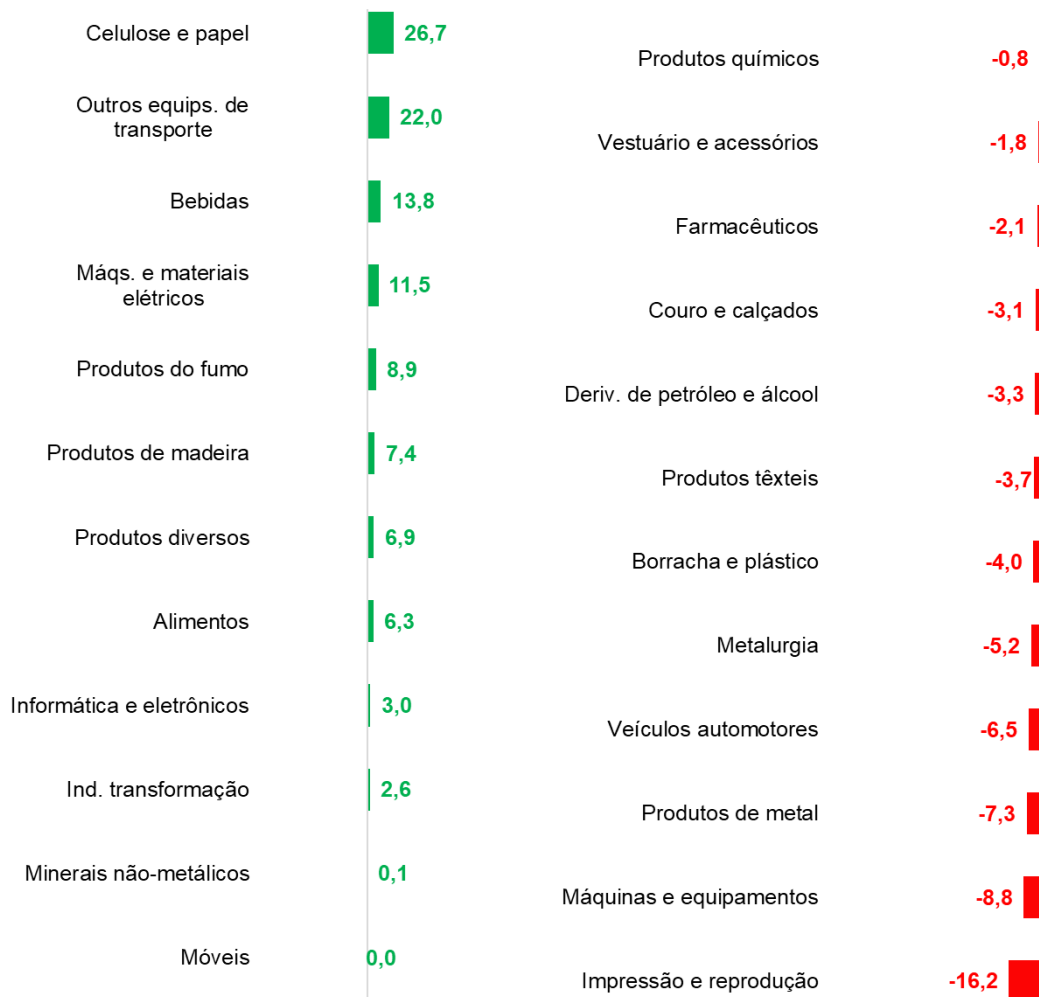 Celulose e papel 26,7
Outros equips. de
transporte 22,0
Bebidas 13,8
Máqs. e materiais
elétricos 11,5
Produtos do fumo 8,9
Produtos de madeira 7,4
Produtos diversos 6,9
Alimentos 6,3
Informática e eletrônicos 3,0
Ind. transformação 2,6
Minerais não-metálicos 0,1
Móveis 0,0
Produtos químicos -0,8
Vestuário e acessórios -1,8
Farmacêuticos -2,1
Couro e calçados -3,1
Deriv. de petróleo e álcool -3,3
Produtos têxteis -3,7
Borracha e plástico -4,0
Metalurgia -5,2
Veículos automotores -6,5
Produtos de metal -7,3
Máquinas e equipamentos -8,8
Impressão e reprodução -16,2